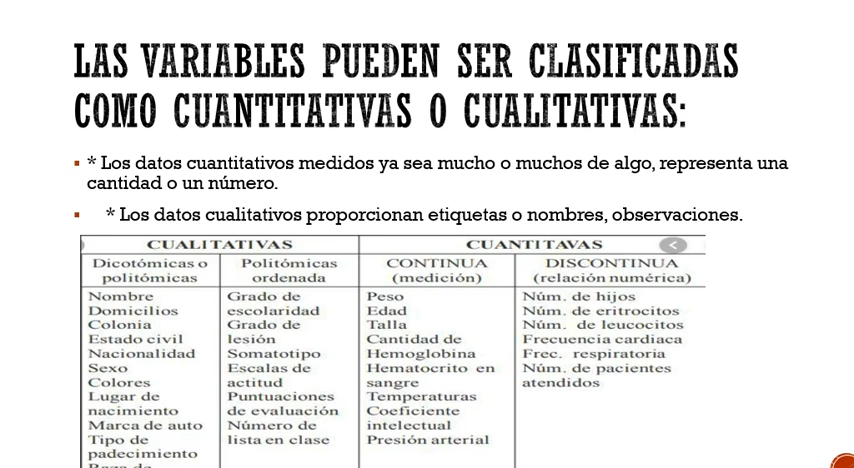 LAS VARIABLES PUEDEN SER CLASIFICADAS
COMO CUANTITATIVAS O CUALITATIVAS:
* Los datos cuantitativos medidos ya sea mucho o muchos de algo, representa una
cantidad o un número.
* Los datos cualitativos proporcionan etiquetas o nombres, observaciones.
CUALITATIVAS
CUANTITAVAS
Dicotómicas o
politómicas
Politómicas
ordenada
CONTINUA
(medición)
DISCONTINUA
(relación numérica)
Nombre
Domicilios
Colonia
Estado civil
Nacionalidad
Sexo
Colores
Lugar de
nacimiento
Marca de auto
Tipo de
padecimiento
Grado de
escolaridad
Grado de
lesión
Somatotipo
Escalas de
actitud
Puntuaciones
de evaluación
Número de
lista en clase
Peso
Edad
Talla
Cantidad de
Hemoglobina
Hematocrito en
sangre
Temperaturas
Coeficiente
intelectual
Presión arterial
Núm. de hijos
Núm. de eritrocitos
Núm. de leucocitos
Frecuencia cardiaca
Frec. respiratoria
Núm. de pacientes
atendidos